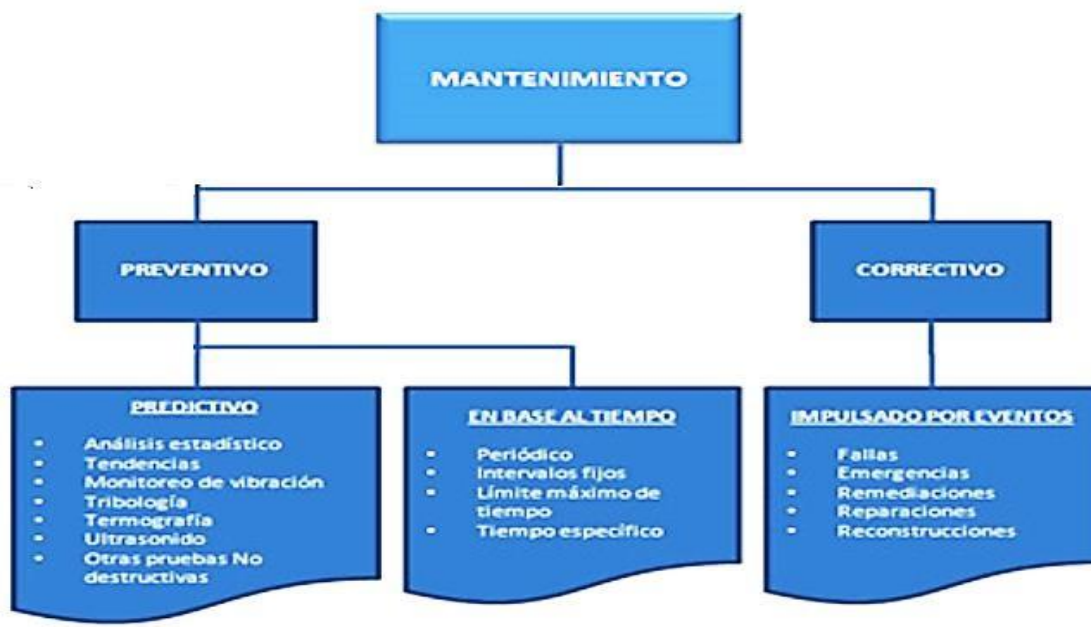 MANTENIMIENTO
PREVENTIVO
CORRECTIVO
PREDICTIVO
• Análisis estadístico
• Tendencias
• Monitoreo de vibración
• Tribología
• Termografía
• Ultrasonido
• Otras pruebas No
destructivas
EN BASE AL TIEMPO
• Periódico
• Intervalos fijos
• Límite máximo de
tiempo
• Tiempo específico
IMPULSADO POR EVENTOS
• Fallas
• Emergencias
• Remediaciones
• Reparaciones
• Reconstrucciones